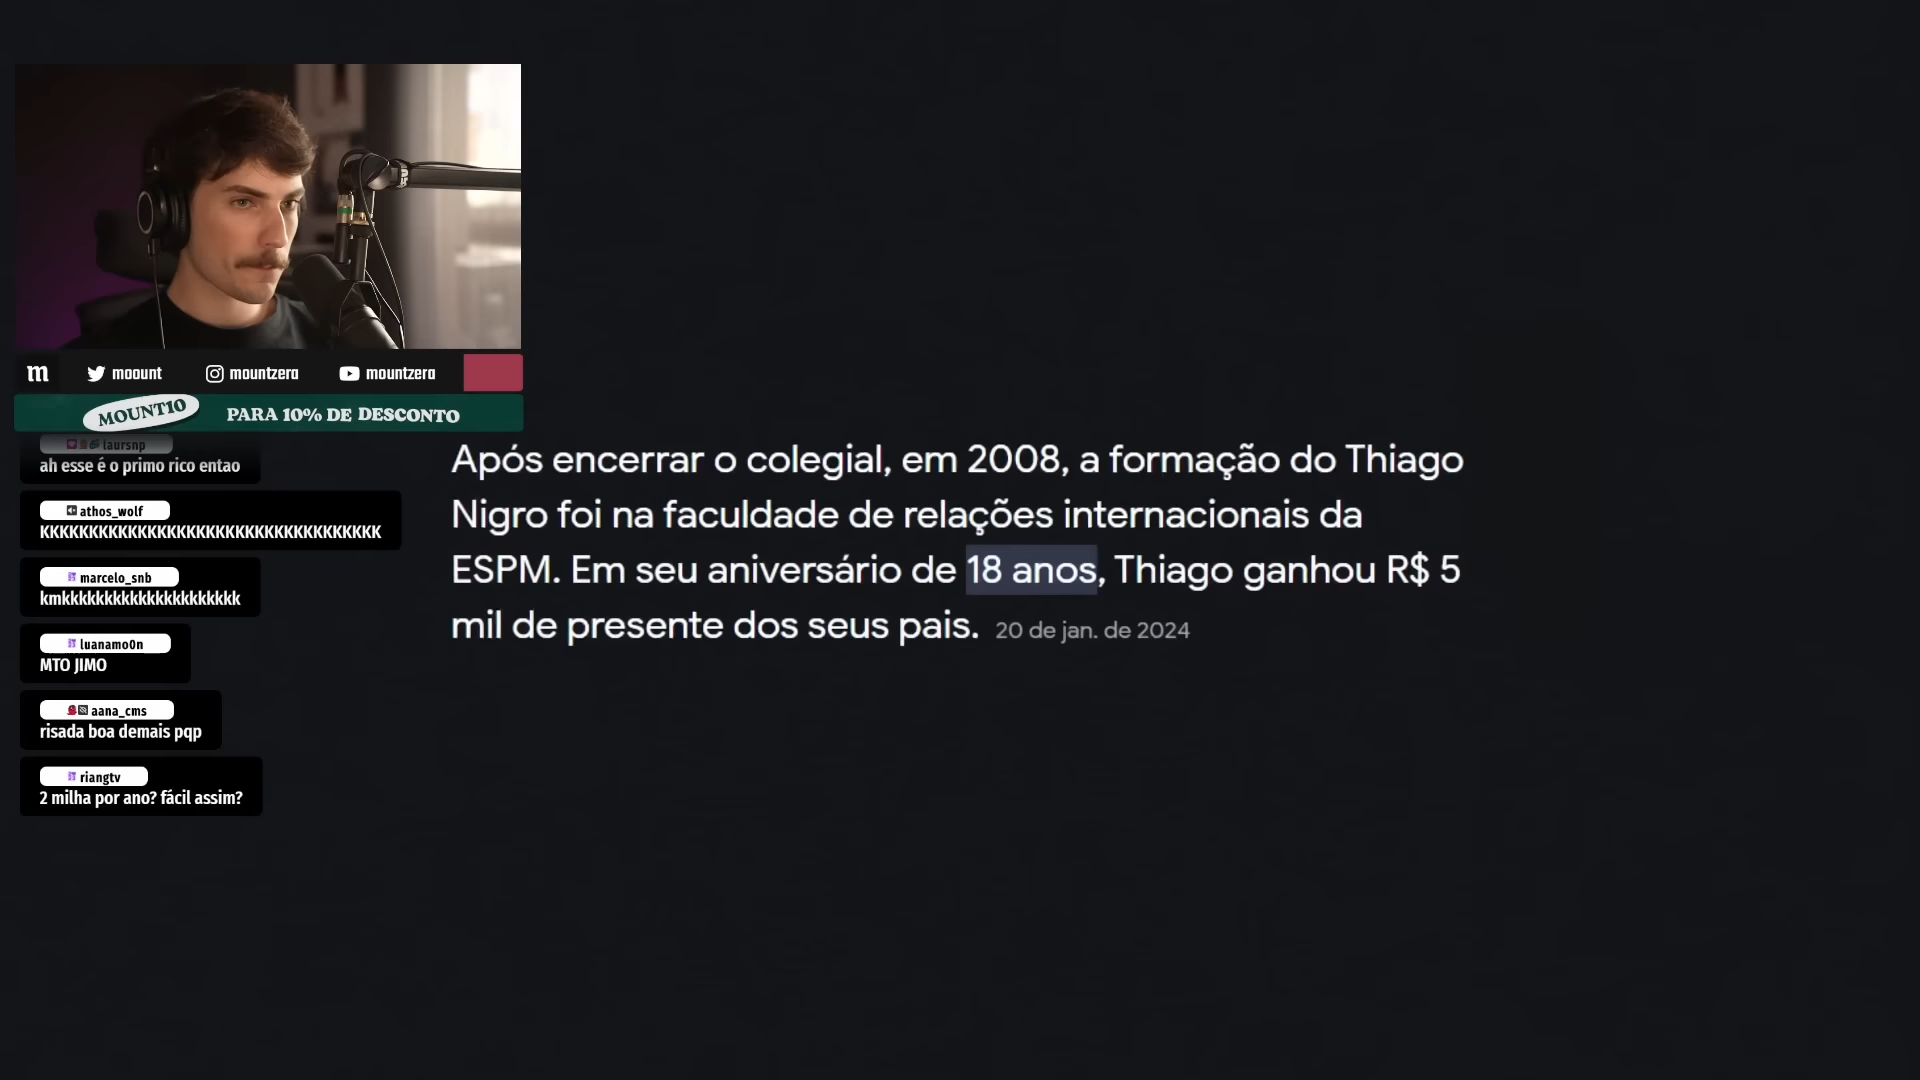 m moount mountzera mountzera
MOUNT10 PARA 10% DE DESCONTO
laursnp
ah esse é o primo rico entao
athos_wolf
KKKKKKKKKKKKKKKKKKKKKKKKKKKKKKKKKKK
marcelo_snb
kmkkkkkkkkkkkkkkkkkkkkk
luanamo0n
MTO JIMO
aana_cms
risada boa demais pqp
riangtv
2 milha por ano? fácil assim?
Após encerrar o colegial, em 2008, a formação do Thiago
Nigro foi na faculdade de relações internacionais da
ESPM. Em seu aniversário de 18 anos, Thiago ganhou R$ 5
mil de presente dos seus pais. 20 de jan. de 2024